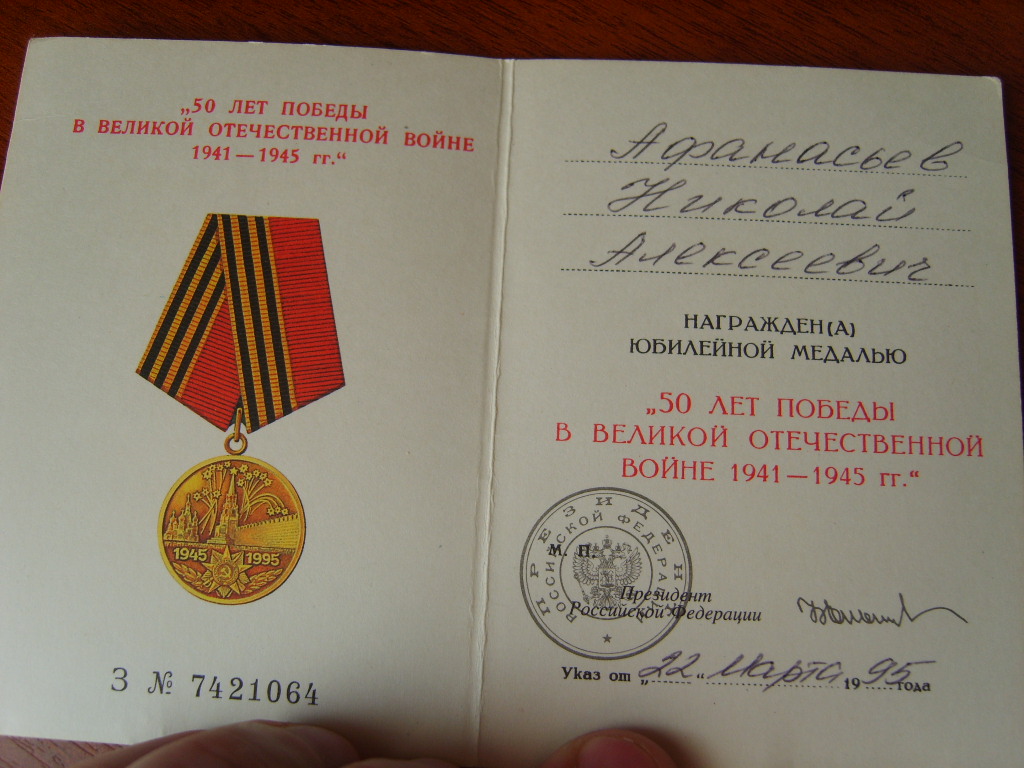 „50 ЛЕТ ПОБЕДЫ
В ВЕЛИКОЙ ОТЕЧЕСТВЕННОЙ ВОЙНЕ
1941 — 1945 гг.“
1945 1995
З № 7421064
Афанасьев
Николай
Алексеевич
НАГРАЖДЕН(А)
ЮБИЛЕЙНОЙ МЕДАЛЬЮ
„50 ЛЕТ ПОБЕДЫ
В ВЕЛИКОЙ ОТЕЧЕСТВЕННОЙ
ВОЙНЕ 1941 — 1945 гг.“
ПРЕЗИДЕН
РОССИЙСКОЙ ФЕДЕРАЦ
М. П.
Президент
Российской Федерации
Указ от „22“ марта 1995 года